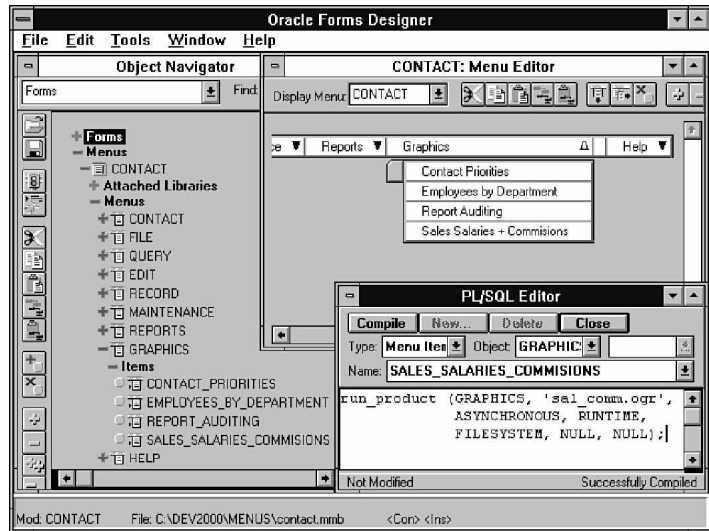 Oracle Forms Designer
File Edit Tools Window Help
Object Navigator
Forms Find:
Forms
Menus
CONTACT
Attached Libraries
Menus
CONTACT
FILE
QUERY
EDIT
RECORD
MAINTENANCE
REPORTS
GRAPHICS
Items
CONTACT_PRIORITIES
EMPLOYEES_BY_DEPARTMENT
REPORT_AUDITING
SALES_SALARIES_COMMISIONS
HELP
CONTACT: Menu Editor
Display Menu: CONTACT
ce Reports Graphics Help
Contact Priorities
Employees by Department
Report Auditing
Sales Salaries + Commisions
PL/SQL Editor
Compile New... Delete Close
Type: Menu Iten Object: GRAPHIC
Name: SALES_SALARIES_COMMISIONS
run_product (GRAPHICS, 'sal_comm.ogr',
ASYNCHRONOUS, RUNTIME,
FILESYSTEM, NULL, NULL);
Not Modified Successfully Compiled
Mod: CONTACT File: C:\DEV2000\MENUS\contact.mmb <Con> <Ins>